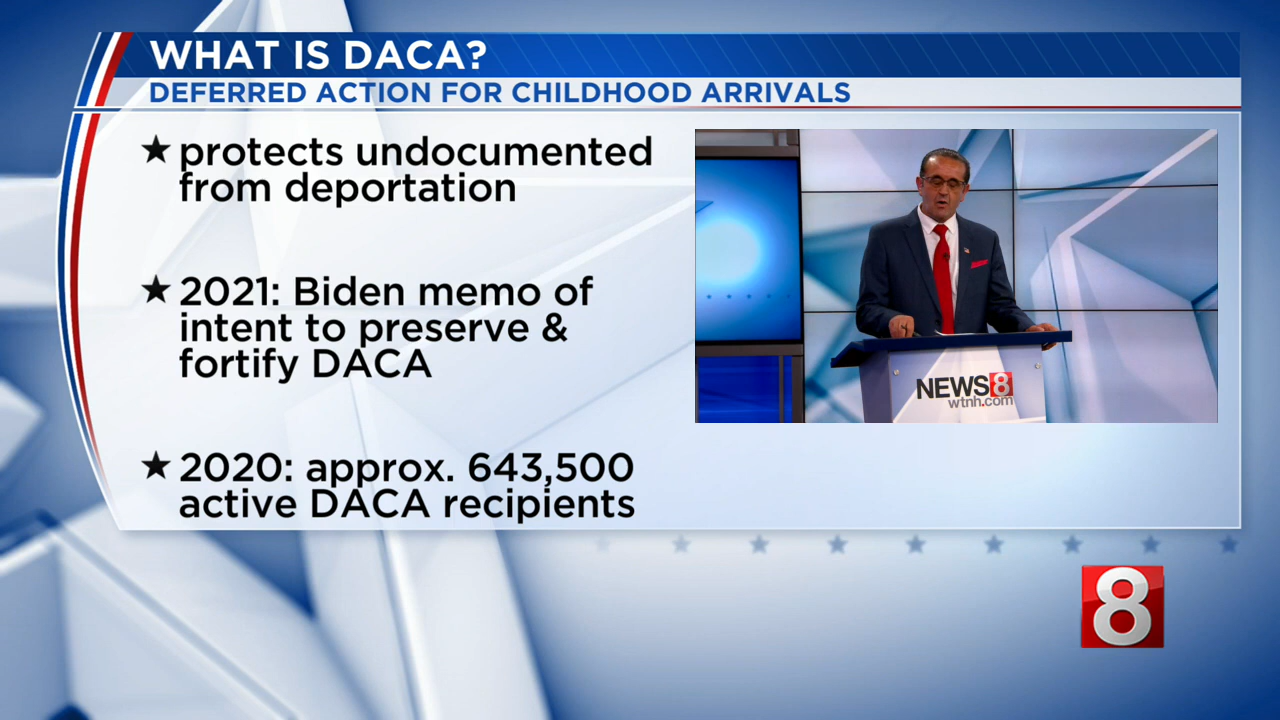 WHAT IS DACA?
DEFERRED ACTION FOR CHILDHOOD ARRIVALS
★ protects undocumented
from deportation
★ 2021: Biden memo of
intent to preserve &
fortify DACA
★ 2020: approx. 643,500
active DACA recipients
NEWS8
wtnh.com
8